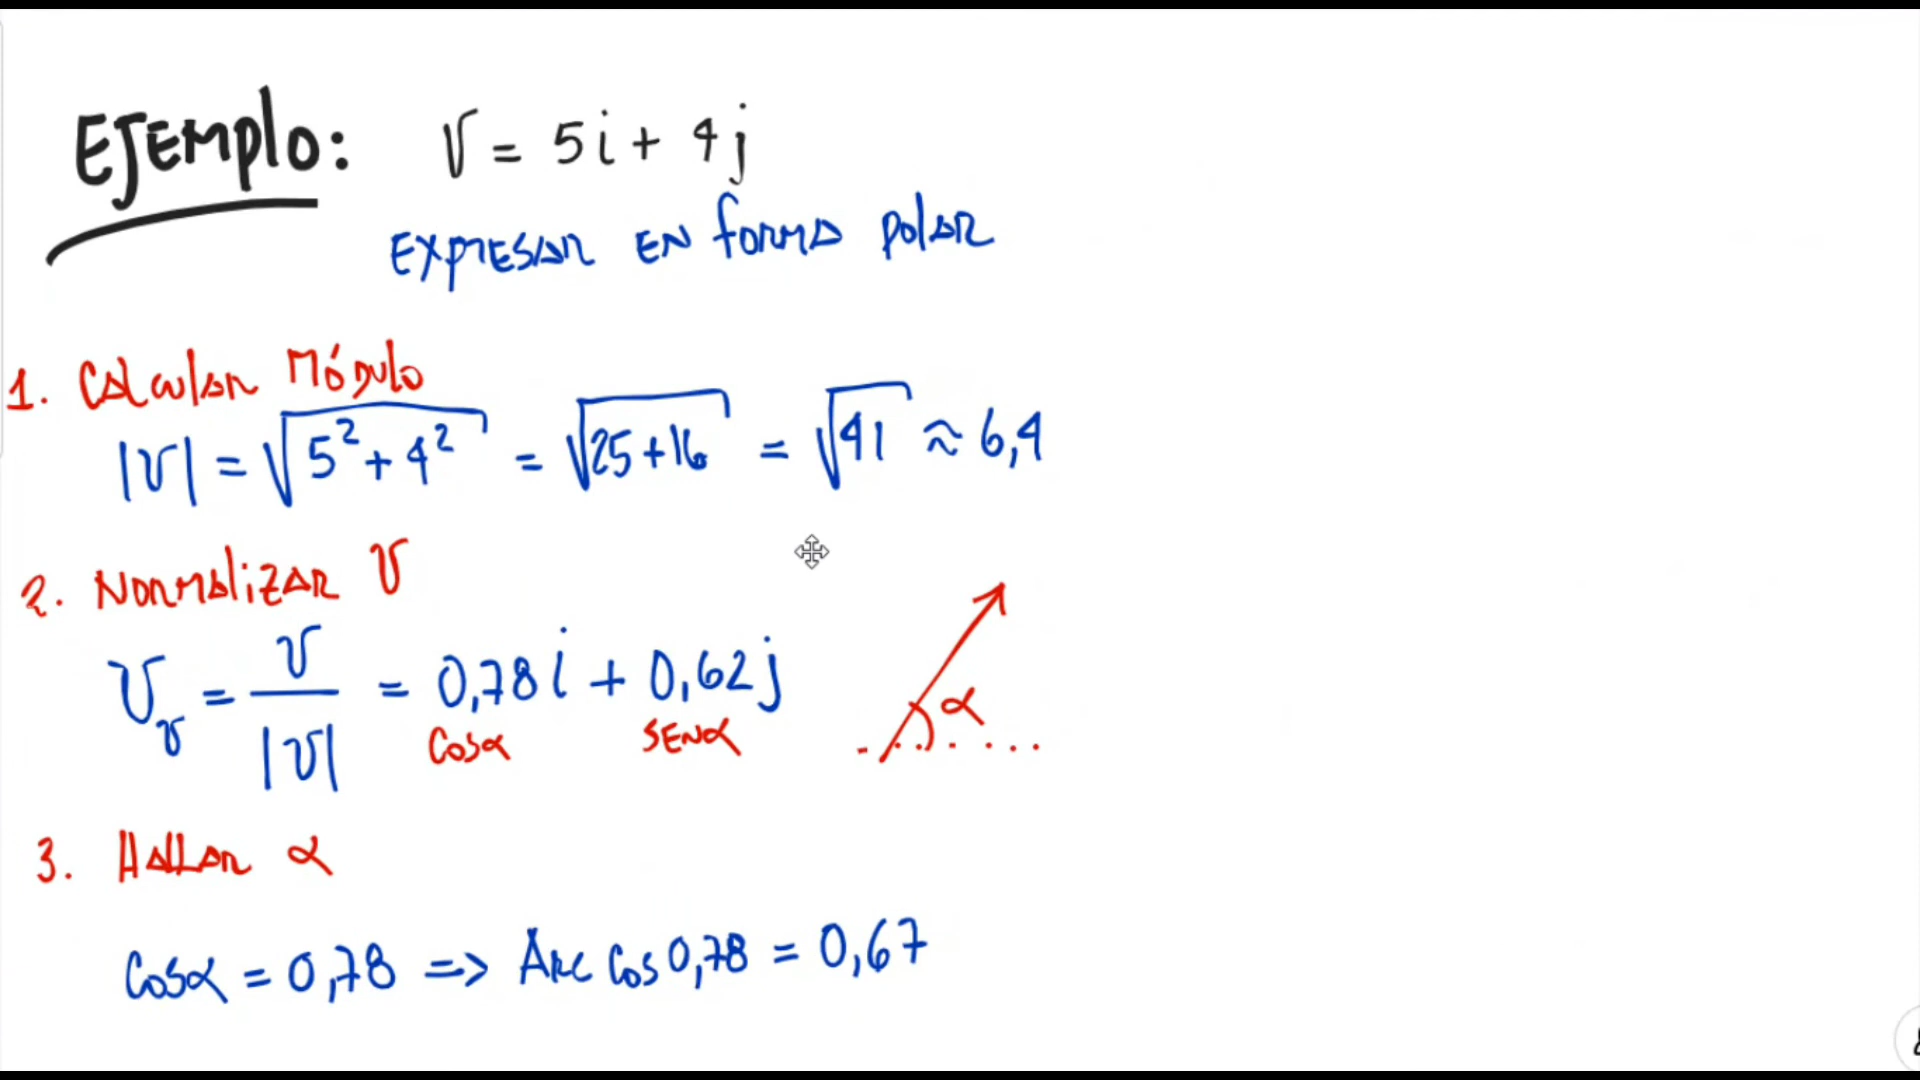 EJEMPLO: v = 5i + 4j
EXPRESAR EN FORMA POLAR
1. CALCULAR MÓDULO
|v| = √5² + 4² = √25+16 = √41 ≈ 6,4
2. NORMALIZAR v
Uv = v/|v| = 0,78i + 0,62j
Cosα SENα α
3. HALLAR α
Cosα = 0,78 => Arc Cos 0,78 = 0,67